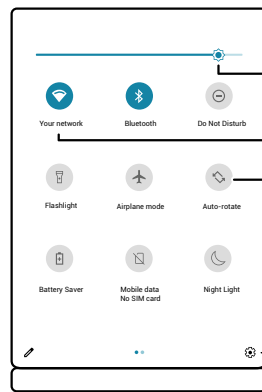 Your network
Bluetooth
Do Not Disturb
Flashlight
Airplane mode
Auto-rotate
Battery Saver
Mobile data
No SIM card
Night Light